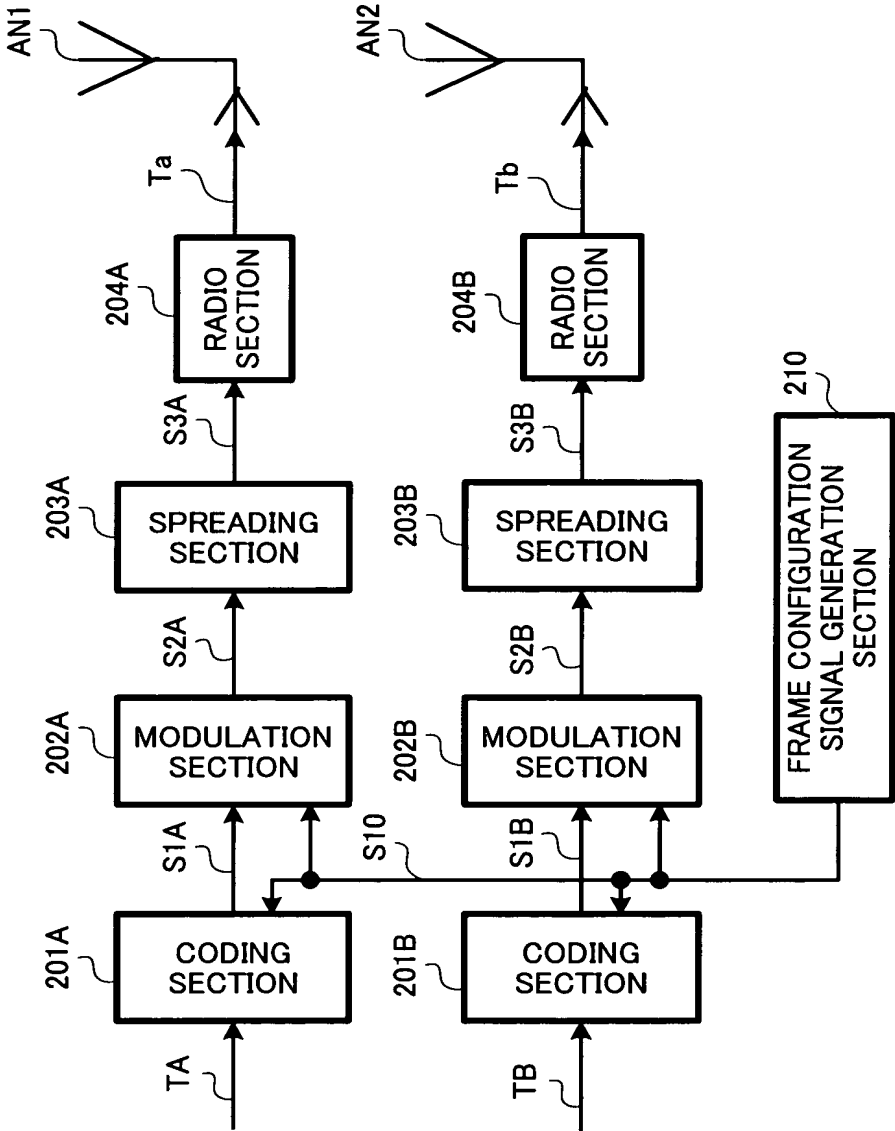 AN1
Ta
204A
RADIO
SECTION
S3A
203A
SPREADING
SECTION
S2A
202A
MODULATION
SECTION
S1A
201A
CODING
SECTION
TA
AN2
Tb
204B
RADIO
SECTION
S3B
203B
SPREADING
SECTION
S2B
202B
MODULATION
SECTION
S1B
S10
201B
CODING
SECTION
TB
210
FRAME CONFIGURATION
SIGNAL GENERATION
SECTION